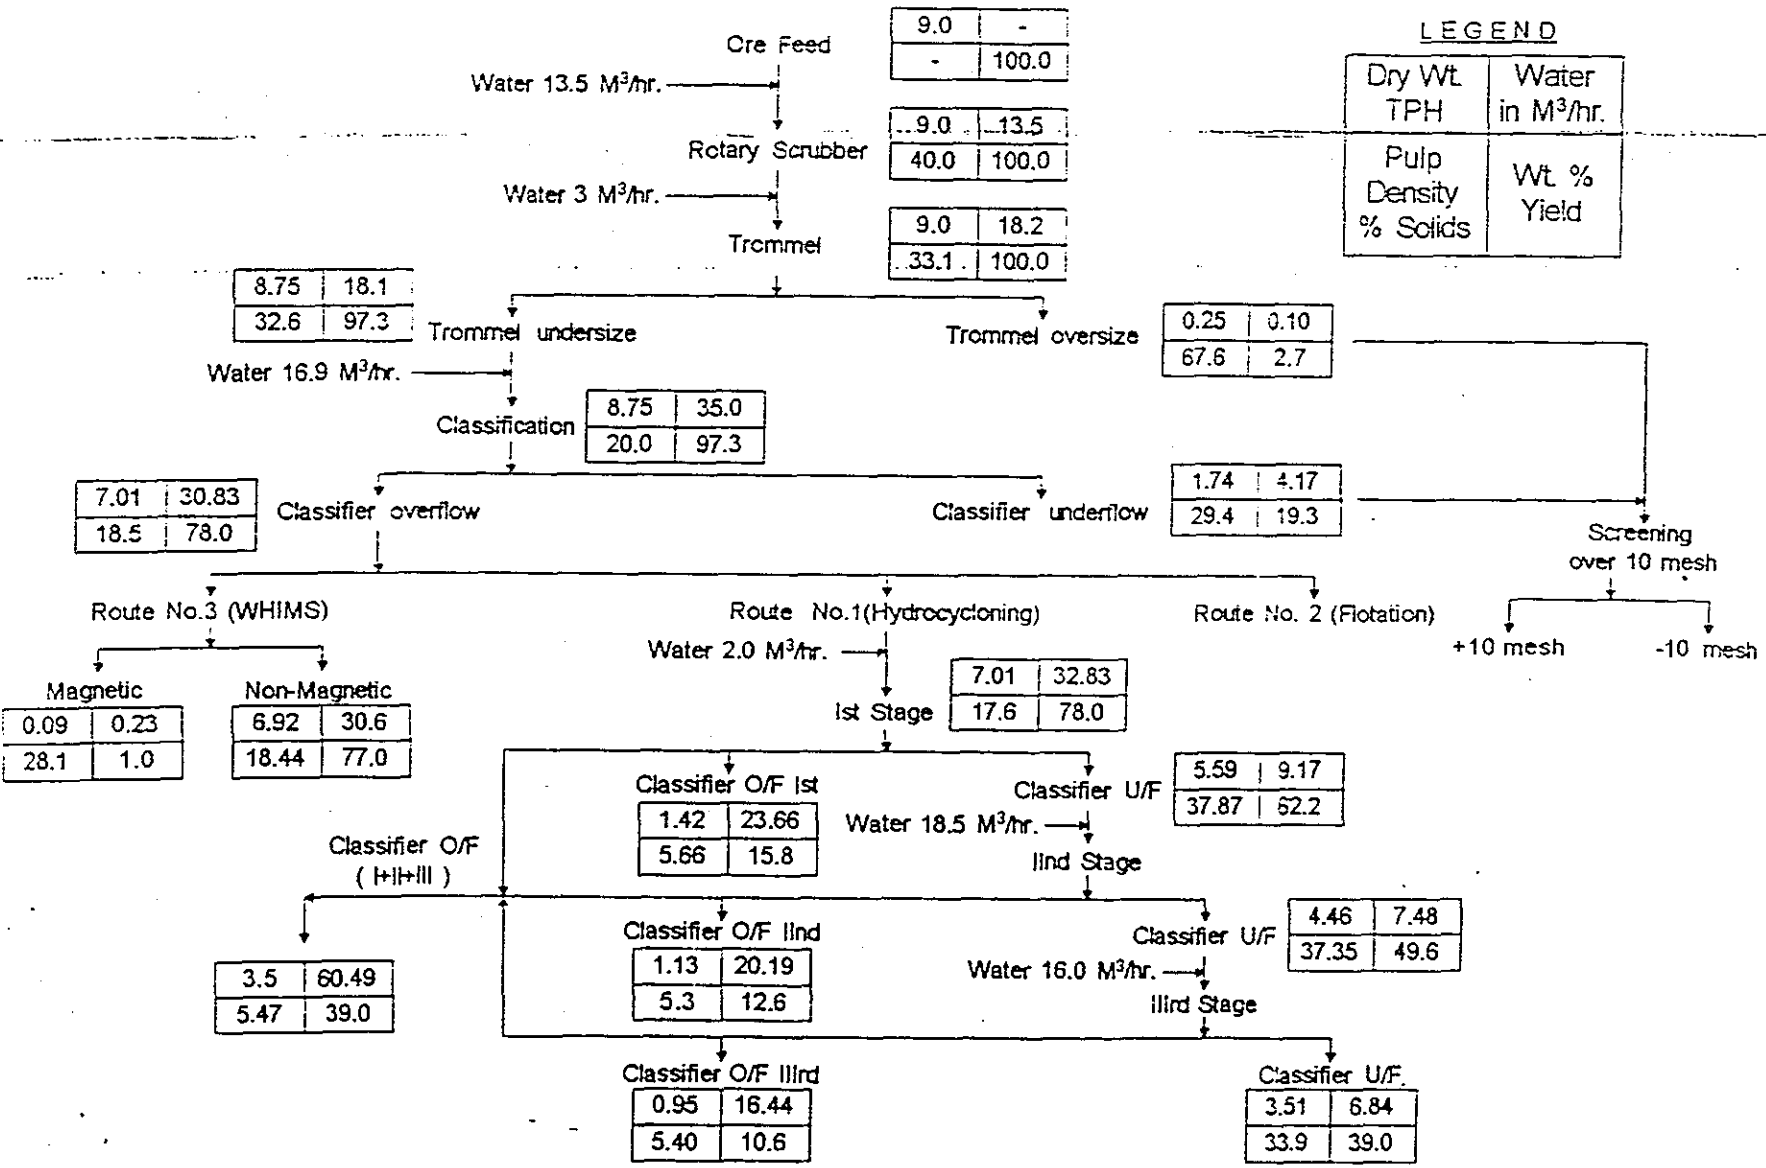 Ore Feed
9.0 -
- 100.0
LEGEND
Dry Wt. Water
TPH in M³/hr.
Pulp
Density
% Solids
Wt. %
Yield
Water 13.5 M³/hr.
Rotary Scrubber
9.0 13.5
40.0 100.0
Water 3 M³/hr.
Trommel
9.0 18.2
33.1 100.0
8.75 18.1
32.6 97.3
Trommel undersize
Trommel oversize
0.25 0.10
67.6 2.7
Water 16.9 M³/hr.
Classification
8.75 35.0
20.0 97.3
7.01 30.83
18.5 78.0
Classifier overflow
Classifier underflow
1.74 4.17
29.4 19.3
Screening
over 10 mesh
+10 mesh
-10 mesh
Route No.3 (WHIMS)
Route No.1(Hydrocycloning)
Route No. 2 (Flotation)
Water 2.0 M³/hr.
Magnetic
0.09 0.23
28.1 1.0
Non-Magnetic
6.92 30.6
18.44 77.0
Ist Stage
7.01 32.83
17.6 78.0
Classifier O/F Ist
1.42 23.66
5.66 15.8
Classifier U/F
5.59 9.17
37.87 62.2
Water 18.5 M³/hr.
IInd Stage
Classifier O/F
( I+II+III )
3.5 60.49
5.47 39.0
Classifier O/F IInd
1.13 20.19
5.3 12.6
Classifier U/F
4.46 7.48
37.35 49.6
Water 16.0 M³/hr.
IIIrd Stage
Classifier O/F IIIrd
0.95 16.44
5.40 10.6
Classifier U/F.
3.51 6.84
33.9 39.0